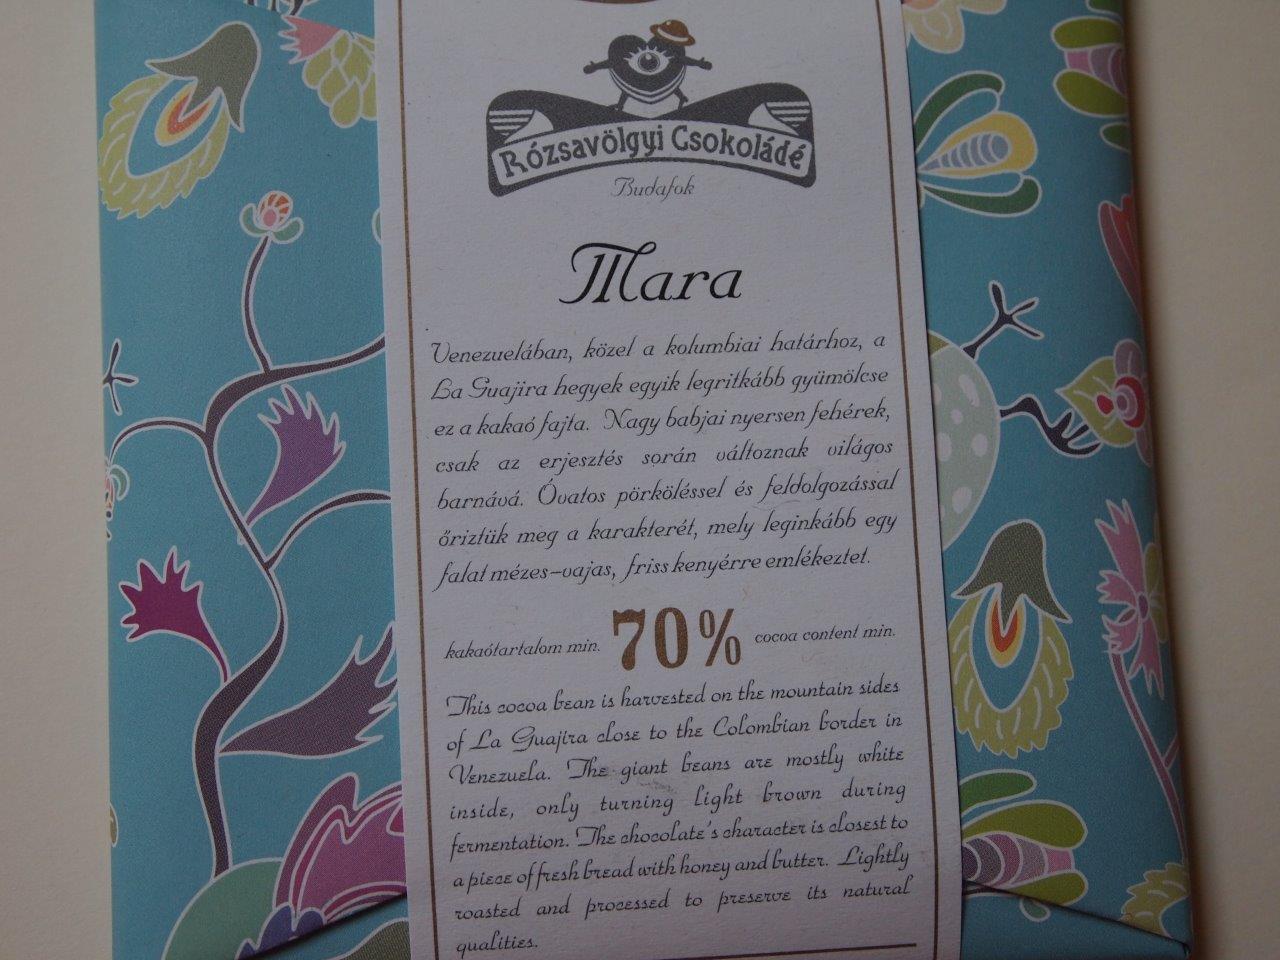 Rózsavölgyi Csokoládé
Budafok
Mara
Venezuelában, közel a kolumbiai határhoz, a
La Guajira hegyek egyik legritkább gyümölcse
ez a kakaó fajta. Nagy babjai nyersen fehérek,
csak az erjesztés során változnak világos
barnává. Óvatos pörköléssel és feldolgozással
őriztük meg a karakterét, mely leginkább egy
falat mézes-vajas, friss kenyérre emlékeztet.
kakaótartalom min. 70% cocoa content min.
This cocoa bean is harvested on the mountain sides
of La Guajira close to the Colombian border in
Venezuela. The giant beans are mostly white
inside, only turning light brown during
fermentation. The chocolate's character is closest to
a piece of fresh bread with honey and butter. Lightly
roasted and processed to preserve its natural
qualities.